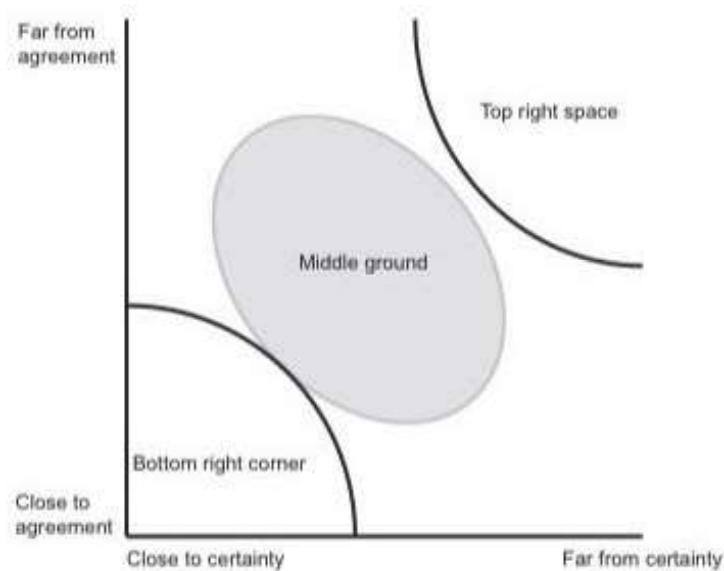 Far from
agreement
Top right space
Middle ground
Bottom right corner
Close to
agreement
Close to certainty
Far from certainty